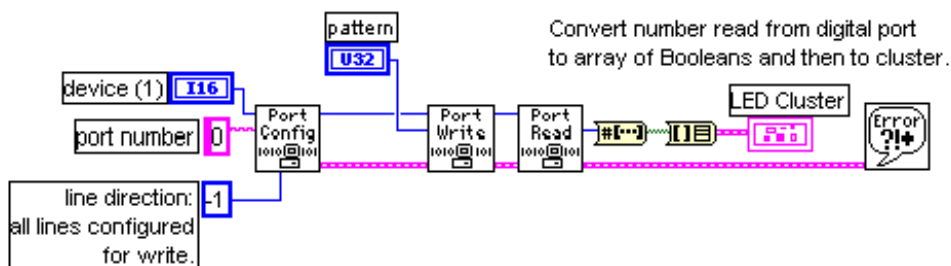 pattern
U32
Convert number read from digital port
to array of Booleans and then to cluster.
device (1)
I16
port number
0
Port
Config
Port
Write
Port
Read
#[...]
[ ]
LED Cluster
Error
?!+
-1
line direction:
all lines configured
for write.